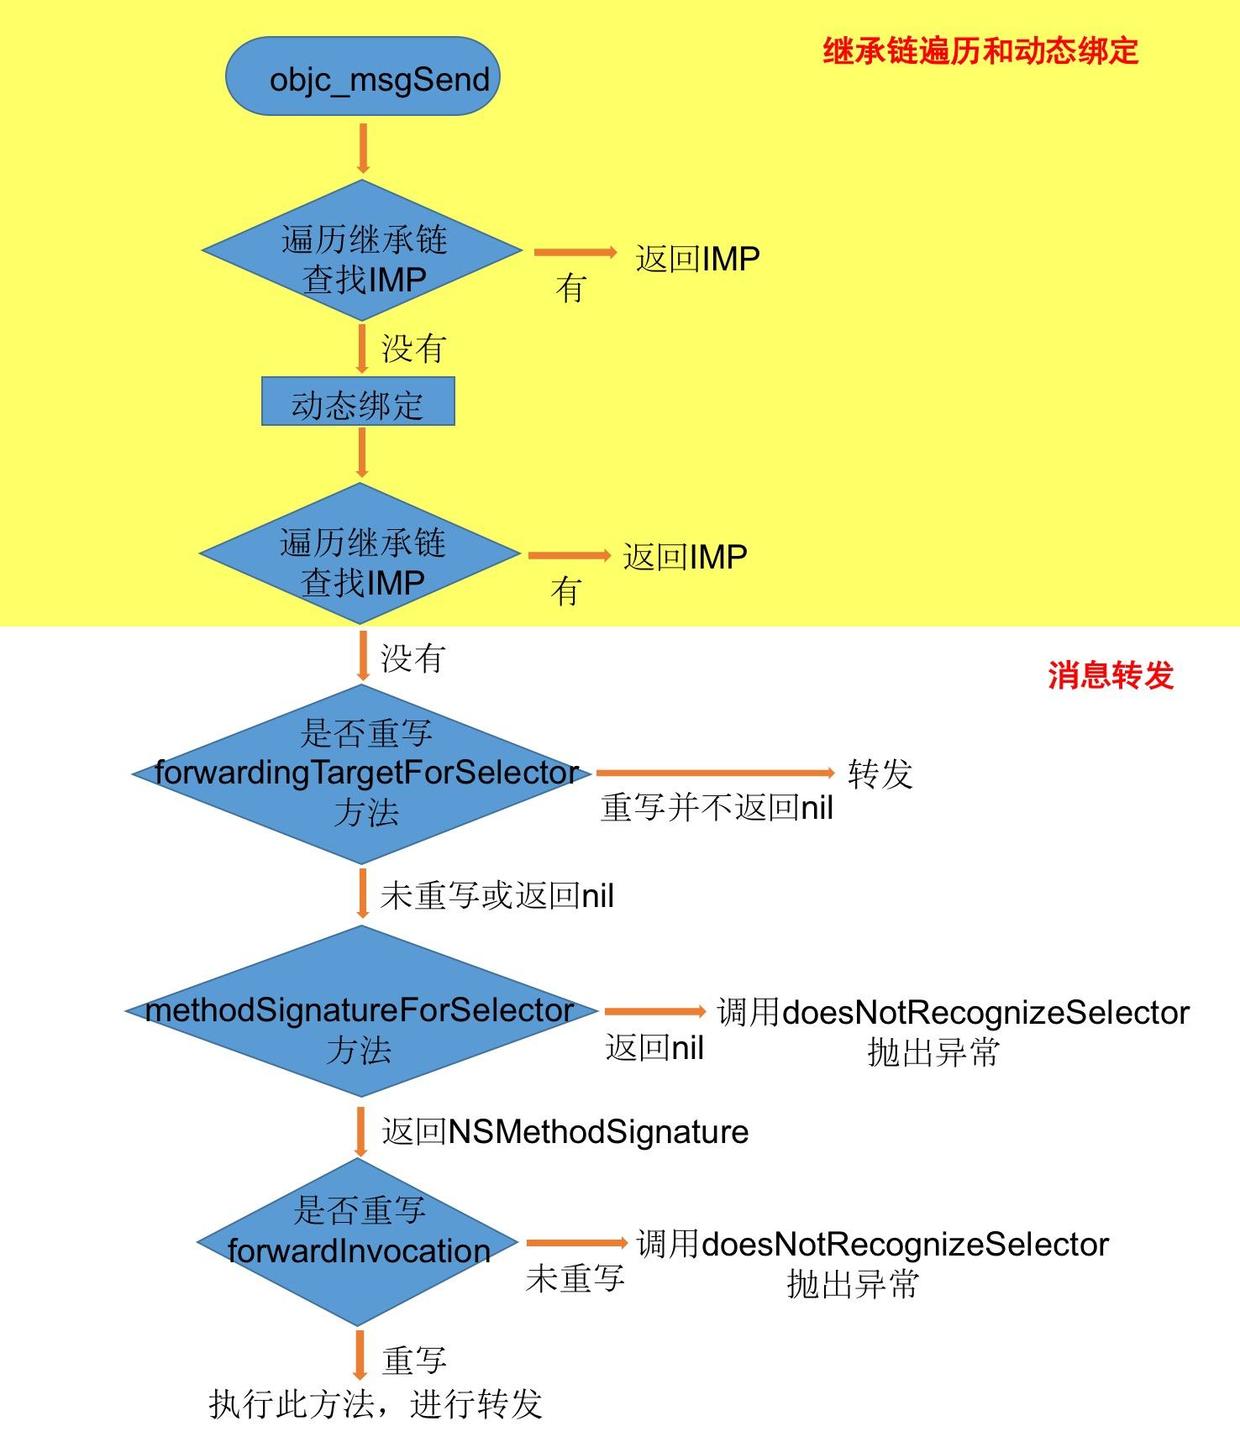 继承链遍历和动态绑定
objc_msgSend
遍历继承链
查找IMP
返回IMP
有
没有
动态绑定
遍历继承链
查找IMP
返回IMP
有
没有
消息转发
是否重写
forwardingTargetForSelector
方法
转发
重写并不返回nil
未重写或返回nil
methodSignatureForSelector
方法
调用doesNotRecognizeSelector
抛出异常
返回nil
返回NSMethodSignature
是否重写
forwardInvocation
调用doesNotRecognizeSelector
抛出异常
未重写
重写
执行此方法，进行转发